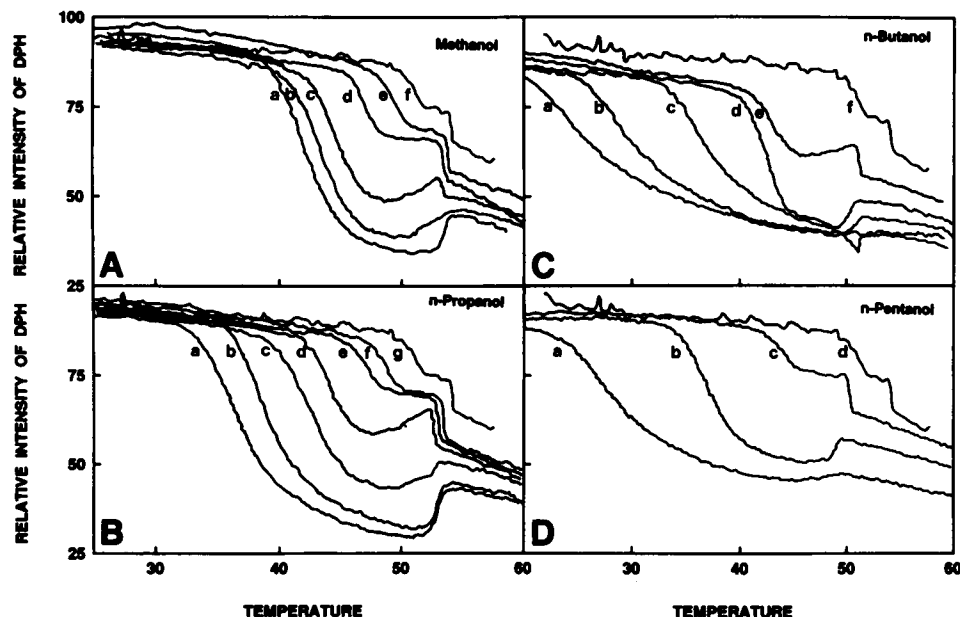 RELATIVE INTENSITY OF DPH
100
75
50
25
Methanol
a b c d e f
A
n-Butanol
a b c d e f
C
RELATIVE INTENSITY OF DPH
75
50
25
n-Propanol
a b c d e f g
B
n-Pentanol
a b c d
D
30 40 50 60
30 40 50 60
TEMPERATURE
TEMPERATURE